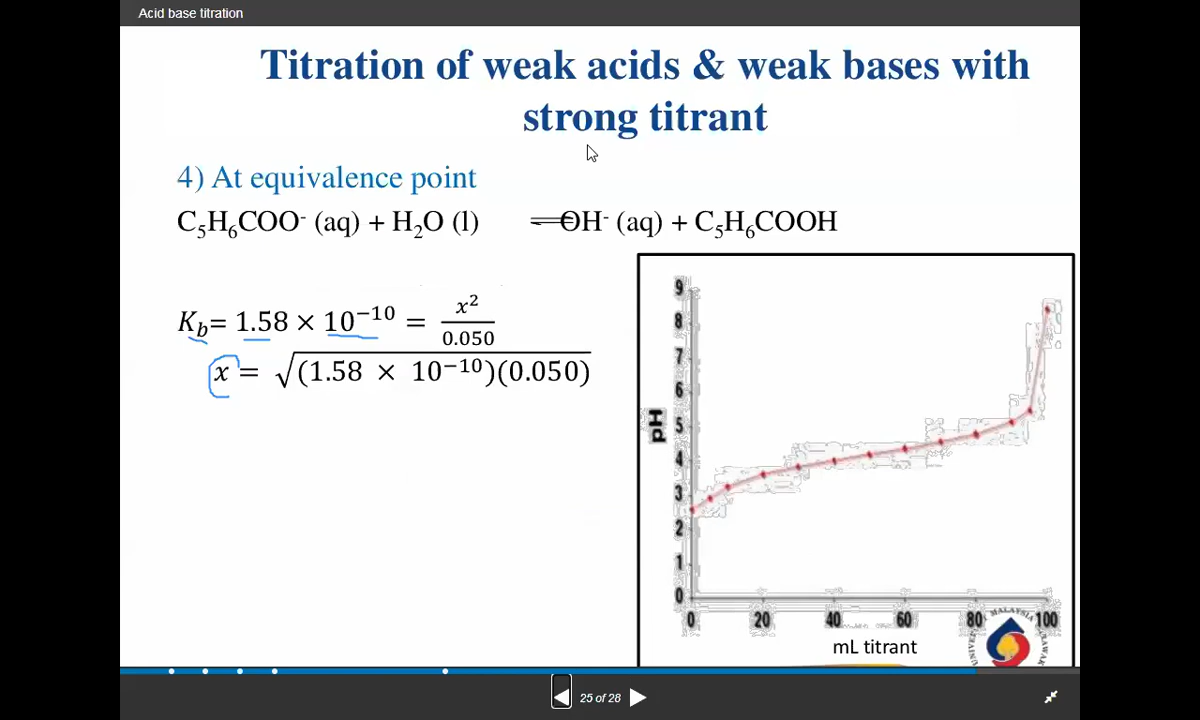 Acid base titration
Titration of weak acids & weak bases with
strong titrant
4) At equivalence point
C₅H₆COO⁻ (aq) + H₂O (l) ⇌ OH⁻ (aq) + C₅H₆COOH
K_b= 1.58 × 10⁻¹⁰ = x²/0.050
x = √(1.58 × 10⁻¹⁰)(0.050)
9
8
7
6
5
4
3
2
1
0
pH
0 20 40 60 80 100
mL titrant
MALAYSIA
25 of 28